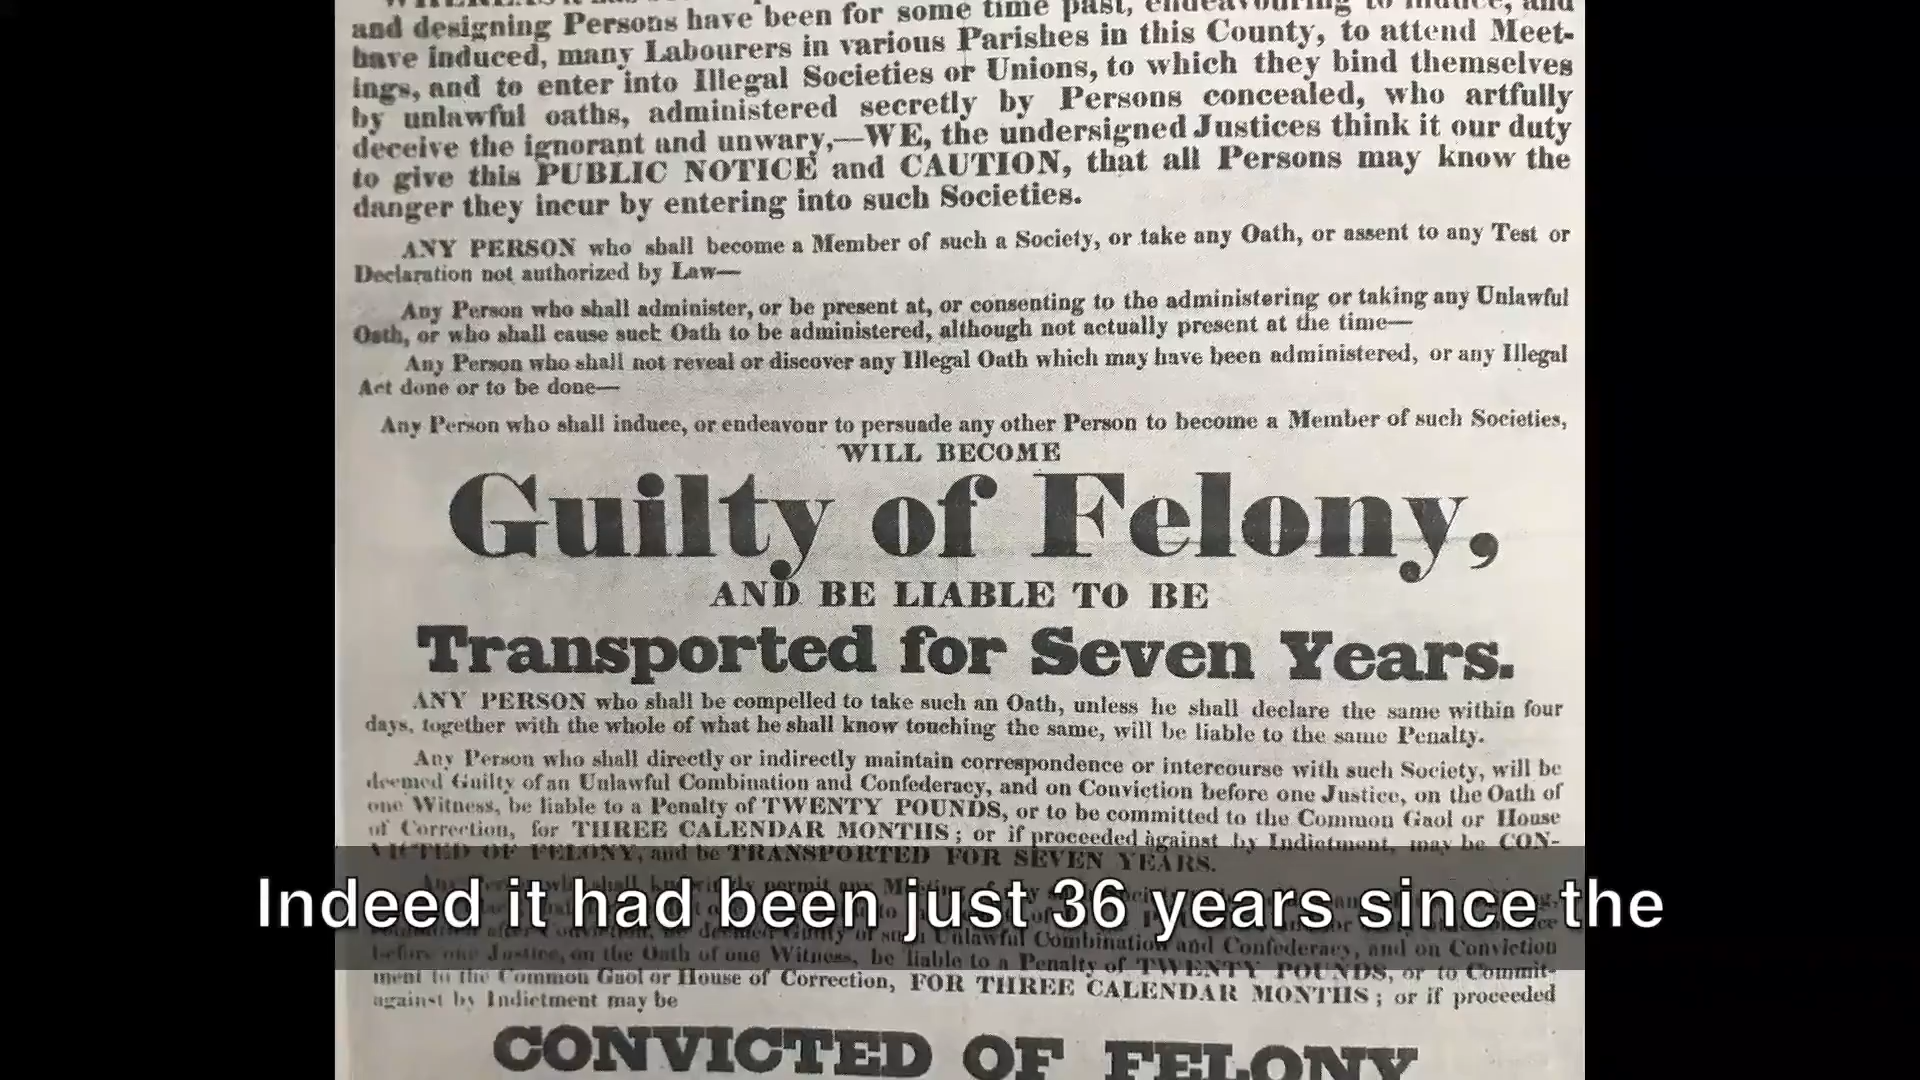 and designing Persons have been for some time past, endeavouring to induce, and
have induced, many Labourers in various Parishes in this County, to attend Meet-
ings, and to enter into Illegal Societies or Unions, to which they bind themselves
by unlawful oaths, administered secretly by Persons concealed, who artfully
deceive the ignorant and unwary,—WE, the undersigned Justices think it our duty
to give this PUBLIC NOTICE and CAUTION, that all Persons may know the
danger they incur by entering into such Societies.
ANY PERSON who shall become a Member of such a Society, or take any Oath, or assent to any Test or
Declaration not authorized by Law—
Any Person who shall administer, or be present at, or consenting to the administering or taking any Unlawful
Oath, or who shall cause such Oath to be administered, although not actually present at the time—
Any Person who shall not reveal or discover any Illegal Oath which may have been administered, or any Illegal
Act done or to be done—
Any Person who shall induce, or endeavour to persuade any other Person to become a Member of such Societies,
WILL BECOME
Guilty of Felony,
AND BE LIABLE TO BE
Transported for Seven Years.
ANY PERSON who shall be compelled to take such an Oath, unless he shall declare the same within four
days, together with the whole of what he shall know touching the same, will be liable to the same Penalty.
Any Person who shall directly or indirectly maintain correspondence or intercourse with such Society, will be
deemed Guilty of an Unlawful Combination and Confederacy, and on Conviction before one Justice, on the Oath of
one Witness, be liable to a Penalty of TWENTY POUNDS, or to be committed to the Common Gaol or House
of Correction, for THREE CALENDAR MONTHS; or if proceeded against by Indictment, may be CON-
VICTED OF FELONY, and be TRANSPORTED FOR SEVEN YEARS.
Indeed it had been just 36 years since the
Unlawful Combination and Confederacy, and on Conviction
before one Justice, on the Oath of one Witness, be liable to a Penalty of TWENTY POUNDS, or to Commit-
ment to the Common Gaol or House of Correction, FOR THREE CALENDAR MONTHS; or if proceeded
against by Indictment may be
CONVICTED OF FELONY